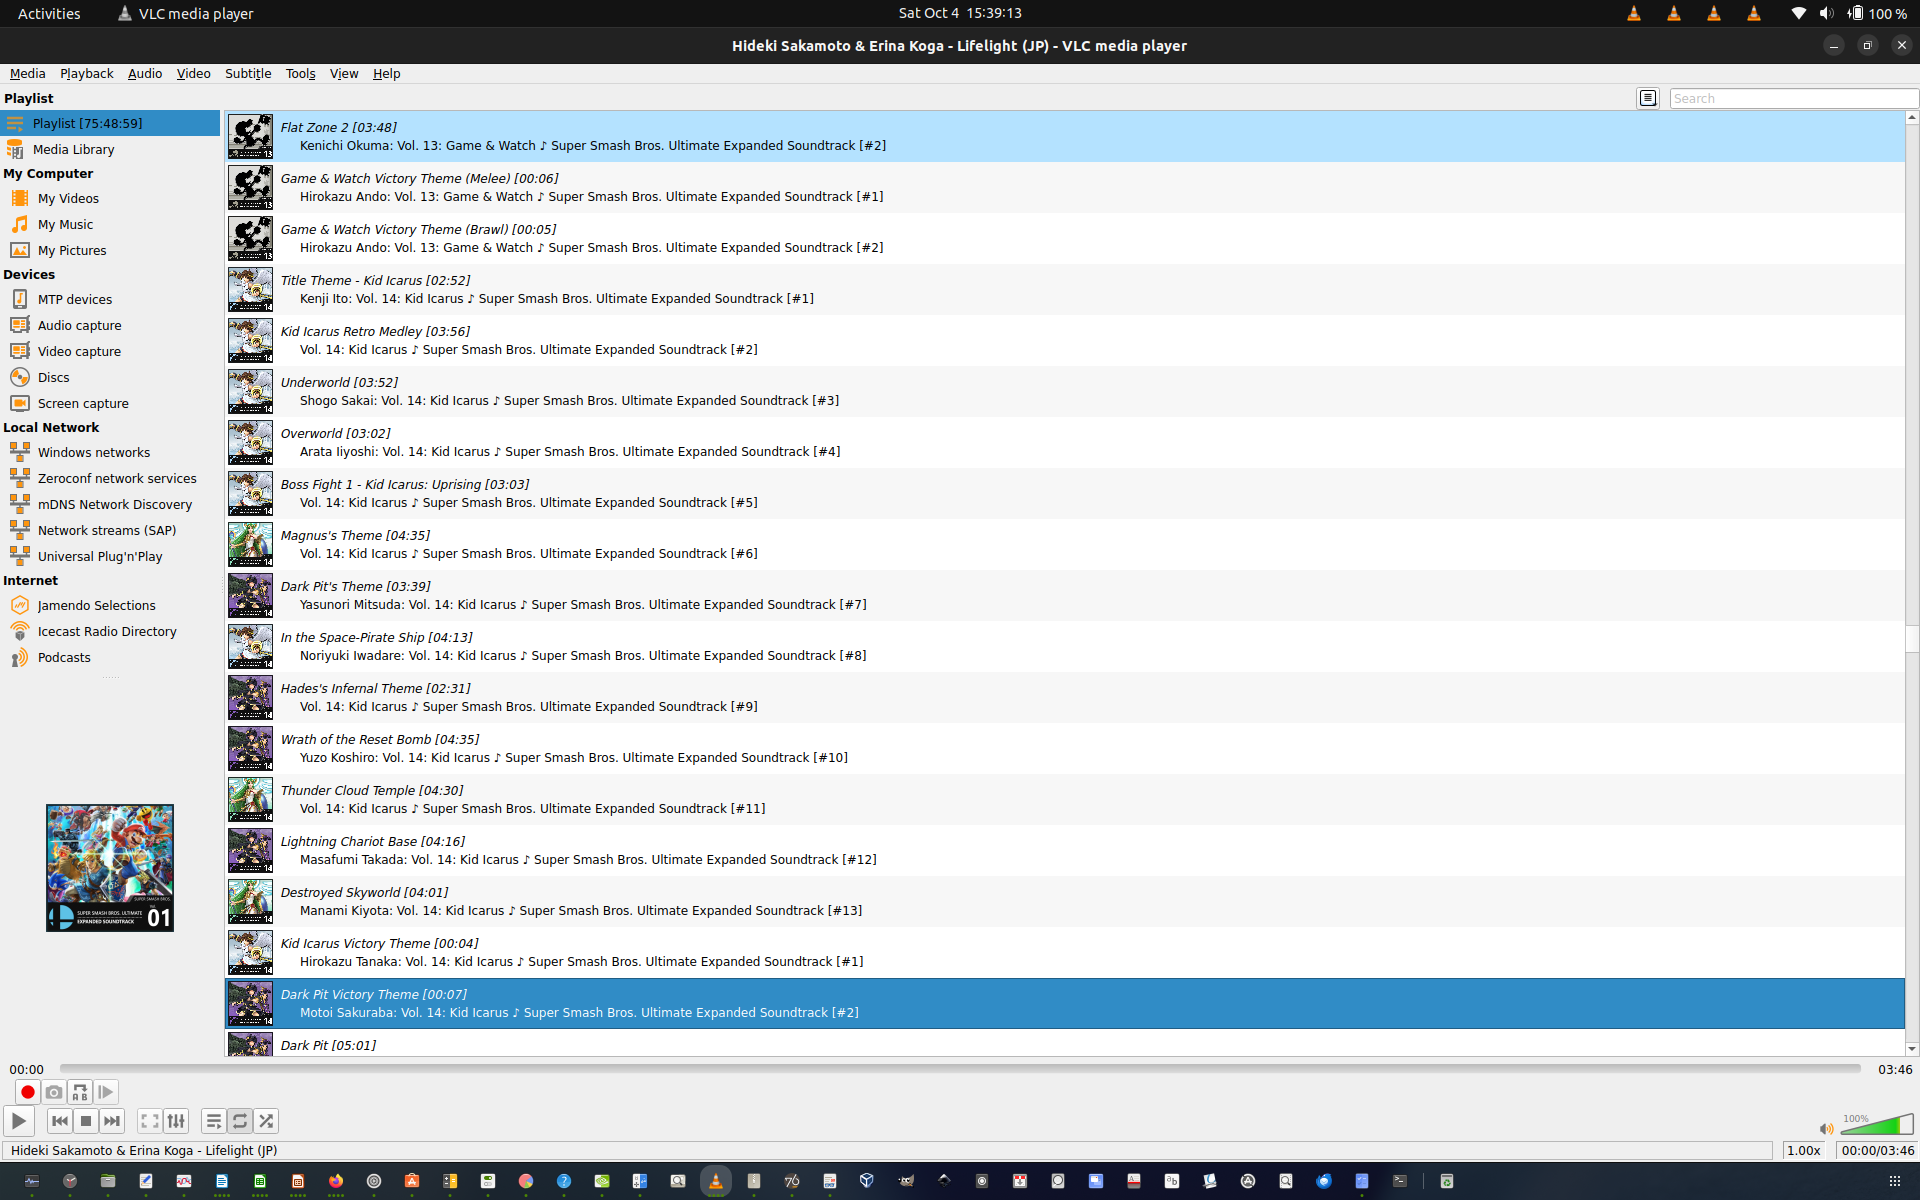 Activities
VLC media player
Sat Oct 4  15:39:13
100 %
Hideki Sakamoto & Erina Koga - Lifelight (JP) - VLC media player
Media Playback Audio Video Subtitle Tools View Help
Playlist
Search
Playlist [75:48:59]
Media Library
My Computer
My Videos
My Music
My Pictures
Devices
MTP devices
Audio capture
Video capture
Discs
Screen capture
Local Network
Windows networks
Zeroconf network services
mDNS Network Discovery
Network streams (SAP)
Universal Plug'n'Play
Internet
Jamendo Selections
Icecast Radio Directory
Podcasts
SUPER SMASH BROS. ULTIMATE
EXPANDED SOUNDTRACK
01
Flat Zone 2 [03:48]
Kenichi Okuma: Vol. 13: Game & Watch ♪ Super Smash Bros. Ultimate Expanded Soundtrack [#2]
Game & Watch Victory Theme (Melee) [00:06]
Hirokazu Ando: Vol. 13: Game & Watch ♪ Super Smash Bros. Ultimate Expanded Soundtrack [#1]
Game & Watch Victory Theme (Brawl) [00:05]
Hirokazu Ando: Vol. 13: Game & Watch ♪ Super Smash Bros. Ultimate Expanded Soundtrack [#2]
Title Theme - Kid Icarus [02:52]
Kenji Ito: Vol. 14: Kid Icarus ♪ Super Smash Bros. Ultimate Expanded Soundtrack [#1]
Kid Icarus Retro Medley [03:56]
Vol. 14: Kid Icarus ♪ Super Smash Bros. Ultimate Expanded Soundtrack [#2]
Underworld [03:52]
Shogo Sakai: Vol. 14: Kid Icarus ♪ Super Smash Bros. Ultimate Expanded Soundtrack [#3]
Overworld [03:02]
Arata Iiyoshi: Vol. 14: Kid Icarus ♪ Super Smash Bros. Ultimate Expanded Soundtrack [#4]
Boss Fight 1 - Kid Icarus: Uprising [03:03]
Vol. 14: Kid Icarus ♪ Super Smash Bros. Ultimate Expanded Soundtrack [#5]
Magnus's Theme [04:35]
Vol. 14: Kid Icarus ♪ Super Smash Bros. Ultimate Expanded Soundtrack [#6]
Dark Pit's Theme [03:39]
Yasunori Mitsuda: Vol. 14: Kid Icarus ♪ Super Smash Bros. Ultimate Expanded Soundtrack [#7]
In the Space-Pirate Ship [04:13]
Noriyuki Iwadare: Vol. 14: Kid Icarus ♪ Super Smash Bros. Ultimate Expanded Soundtrack [#8]
Hades's Infernal Theme [02:31]
Vol. 14: Kid Icarus ♪ Super Smash Bros. Ultimate Expanded Soundtrack [#9]
Wrath of the Reset Bomb [04:35]
Yuzo Koshiro: Vol. 14: Kid Icarus ♪ Super Smash Bros. Ultimate Expanded Soundtrack [#10]
Thunder Cloud Temple [04:30]
Vol. 14: Kid Icarus ♪ Super Smash Bros. Ultimate Expanded Soundtrack [#11]
Lightning Chariot Base [04:16]
Masafumi Takada: Vol. 14: Kid Icarus ♪ Super Smash Bros. Ultimate Expanded Soundtrack [#12]
Destroyed Skyworld [04:01]
Manami Kiyota: Vol. 14: Kid Icarus ♪ Super Smash Bros. Ultimate Expanded Soundtrack [#13]
Kid Icarus Victory Theme [00:04]
Hirokazu Tanaka: Vol. 14: Kid Icarus ♪ Super Smash Bros. Ultimate Expanded Soundtrack [#1]
Dark Pit Victory Theme [00:07]
Motoi Sakuraba: Vol. 14: Kid Icarus ♪ Super Smash Bros. Ultimate Expanded Soundtrack [#2]
Dark Pit [05:01]
00:00
03:46
100%
Hideki Sakamoto & Erina Koga - Lifelight (JP)
1.00x
00:00/03:46